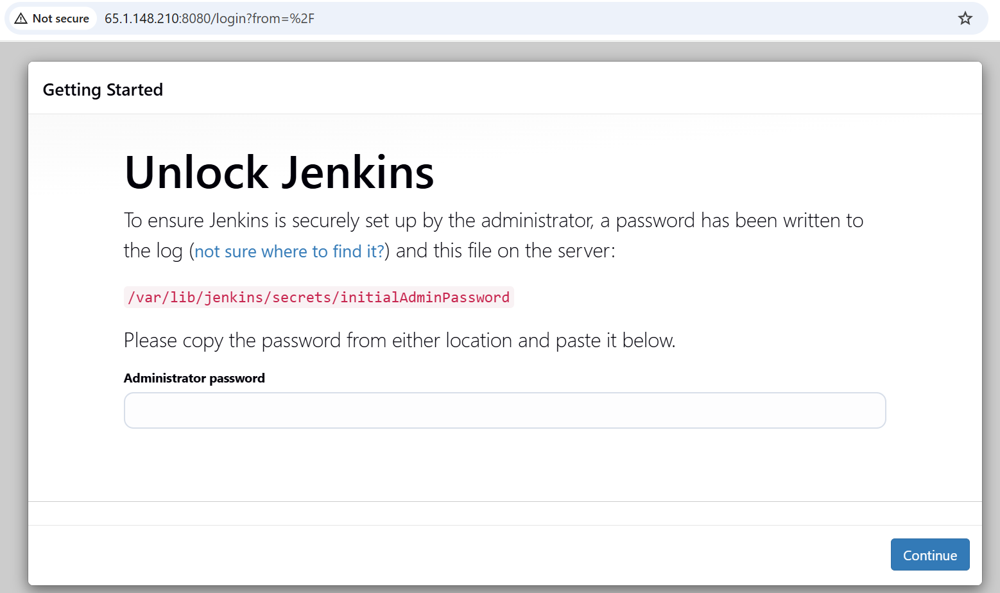 Not secure 65.1.148.210:8080/login?from=%2F
Getting Started
Unlock Jenkins
To ensure Jenkins is securely set up by the administrator, a password has been written to
the log (not sure where to find it?) and this file on the server:
/var/lib/jenkins/secrets/initialAdminPassword
Please copy the password from either location and paste it below.
Administrator password
Continue